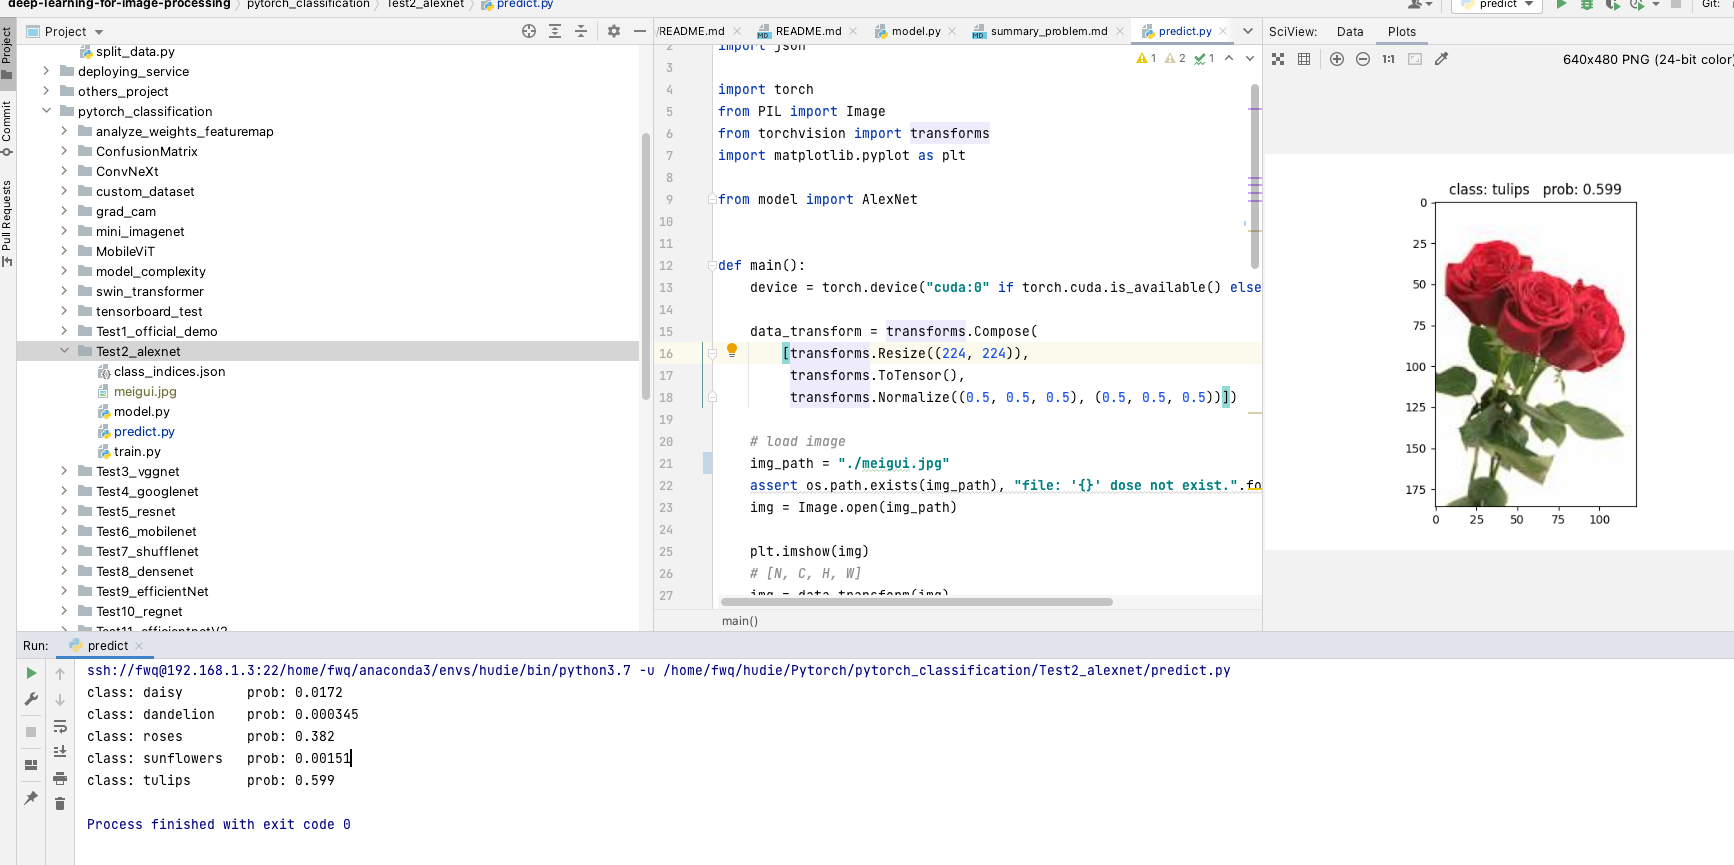 deep-learning-for-image-processing pytorch_classification Test2_alexnet predict.py
predict Git:
Project
Commit
Pull Requests
Project
split_data.py
deploying_service
others_project
pytorch_classification
analyze_weights_featuremap
ConfusionMatrix
ConvNeXt
custom_dataset
grad_cam
mini_imagenet
MobileViT
model_complexity
swin_transformer
tensorboard_test
Test1_official_demo
Test2_alexnet
class_indices.json
meigui.jpg
model.py
predict.py
train.py
Test3_vggnet
Test4_googlenet
Test5_resnet
Test6_mobilenet
Test7_shufflenet
Test8_densenet
Test9_efficientNet
Test10_regnet
Test11_efficientnetV2
/README.md README.md model.py summary_problem.md predict.py
1 2 1
2 import json
3
4 import torch
5 from PIL import Image
6 from torchvision import transforms
7 import matplotlib.pyplot as plt
8
9 from model import AlexNet
10
11
12 def main():
13 device = torch.device("cuda:0" if torch.cuda.is_available() else
14
15 data_transform = transforms.Compose(
16 [transforms.Resize((224, 224)),
17 transforms.ToTensor(),
18 transforms.Normalize((0.5, 0.5, 0.5), (0.5, 0.5, 0.5))])
19
20 # load image
21 img_path = "./meigui.jpg"
22 assert os.path.exists(img_path), "file: '{}' dose not exist.".fo
23 img = Image.open(img_path)
24
25 plt.imshow(img)
26 # [N, C, H, W]
27 img = data_transform(img)
main()
SciView: Data Plots
1:1 640x480 PNG (24-bit color)
class: tulips prob: 0.599
0
25
50
75
100
125
150
175
0 25 50 75 100
Run: predict
ssh://fwq@192.168.1.3:22/home/fwq/anaconda3/envs/hudie/bin/python3.7 -u /home/fwq/hudie/Pytorch/pytorch_classification/Test2_alexnet/predict.py
class: daisy prob: 0.0172
class: dandelion prob: 0.000345
class: roses prob: 0.382
class: sunflowers prob: 0.00151
class: tulips prob: 0.599
Process finished with exit code 0